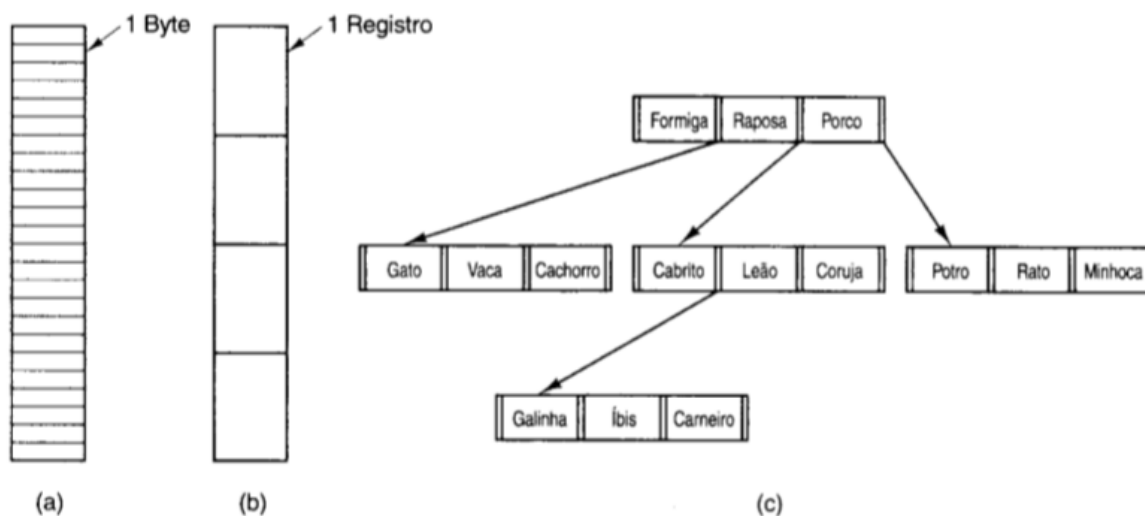 1 Byte
1 Registro
Formiga Raposa Porco
Gato Vaca Cachorro Cabrito Leão Coruja Potro Rato Minhoca
Galinha Íbis Carneiro
(a) (b) (c)